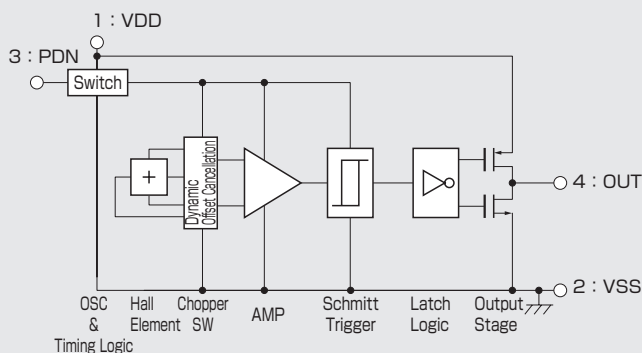 1 : VDD
3 : PDN
Switch
Dynamic
Offset Cancellation
4 : OUT
2 : VSS
OSC
&
Timing Logic
Hall
Element
Chopper
SW
AMP
Schmitt
Trigger
Latch
Logic
Output
Stage